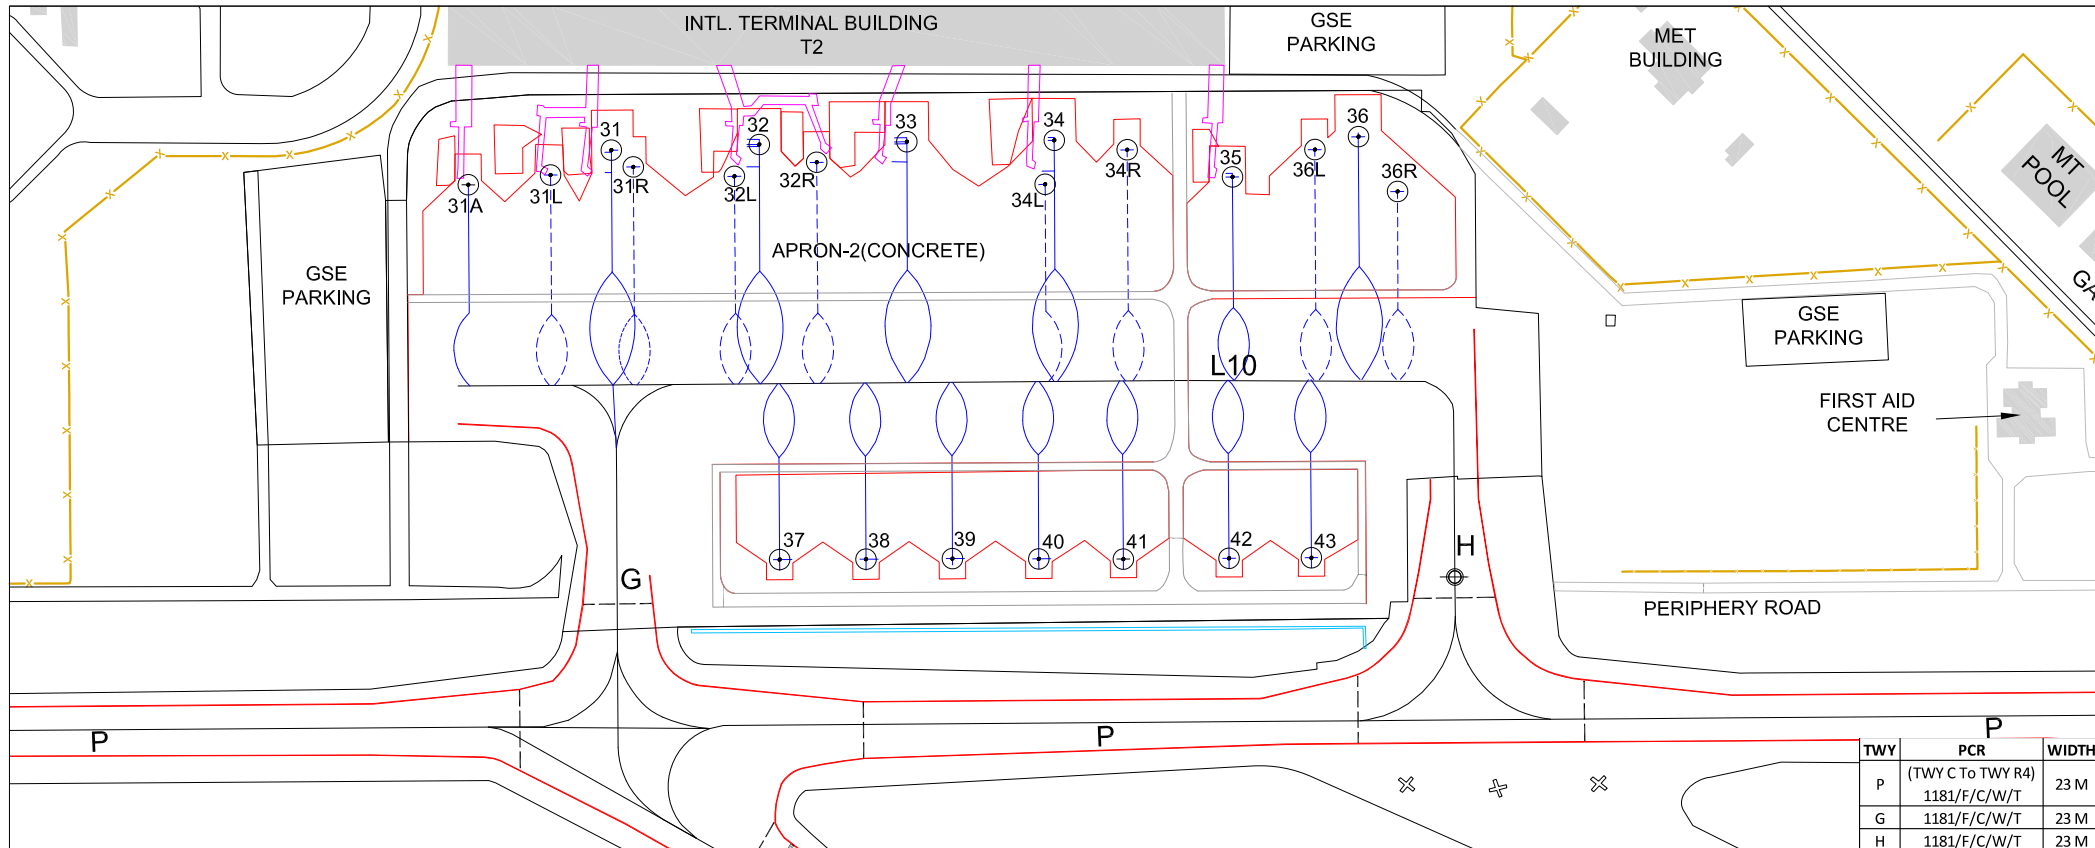 INTL. TERMINAL BUILDING
T2
GSE
PARKING
MET
BUILDING
MT
POOL
31
32
33
34
36
31A
31L
31R
32L
32R
34L
34R
35
36L
36R
APRON-2(CONCRETE)
GSE
PARKING
GSE
PARKING
L10
FIRST AID
CENTRE
37
38
39
40
41
42
43
G
H
PERIPHERY ROAD
P
P
P
TWY PCR WIDTH
P (TWY C To TWY R4) 1181/F/C/W/T 23 M
G 1181/F/C/W/T 23 M
H 1181/F/C/W/T 23 M